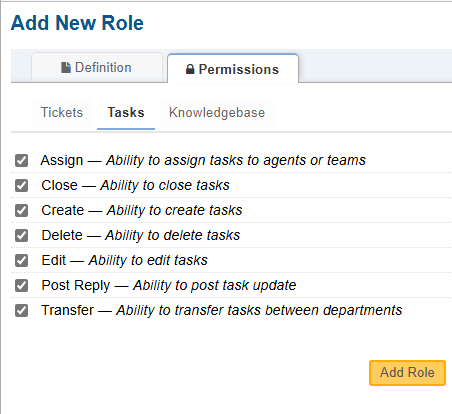 Add New Role
Definition
Permissions
Tickets
Tasks
Knowledgebase
Assign — Ability to assign tasks to agents or teams
Close — Ability to close tasks
Create — Ability to create tasks
Delete — Ability to delete tasks
Edit — Ability to edit tasks
Post Reply — Ability to post task update
Transfer — Ability to transfer tasks between departments
Add Role